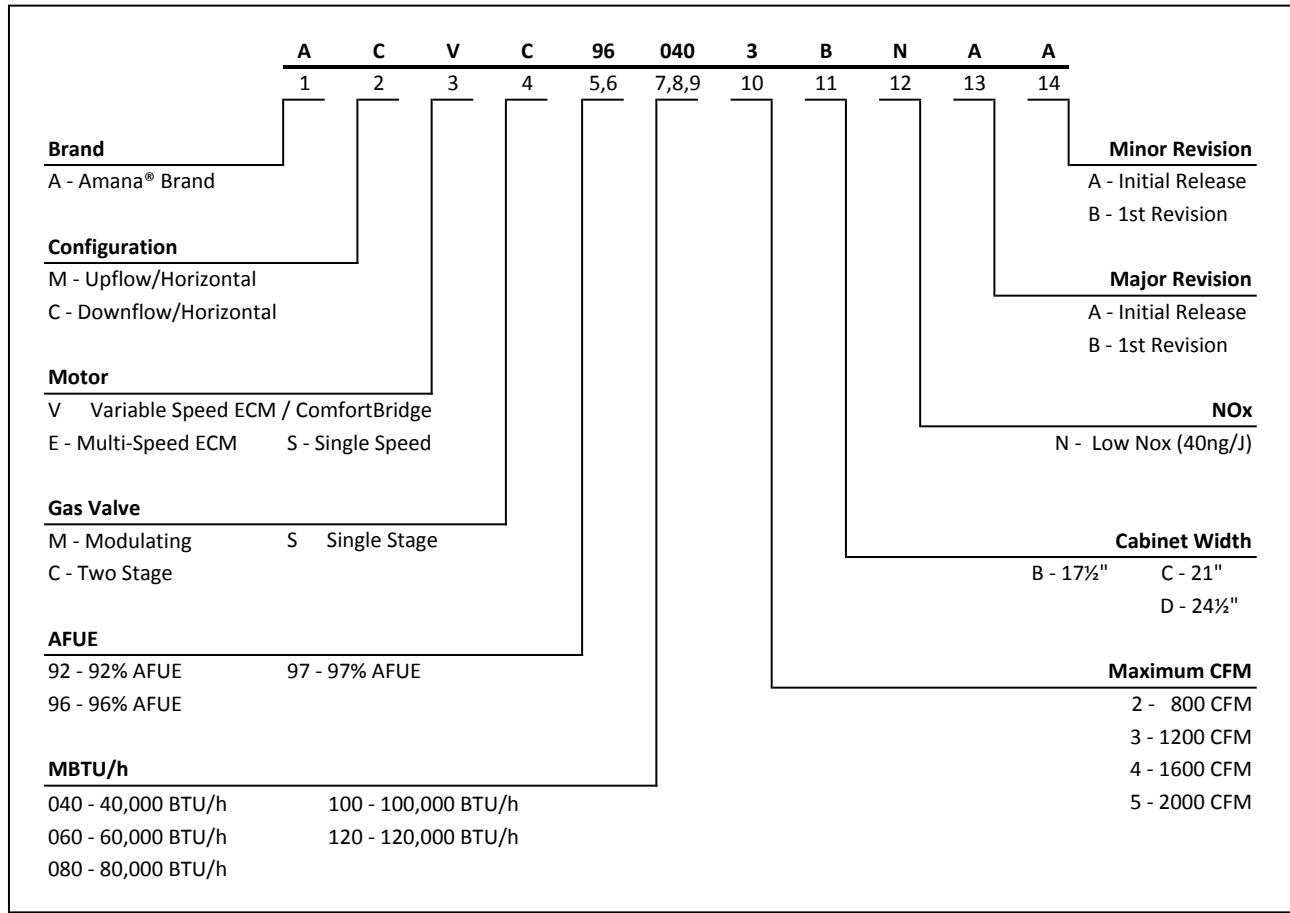 A C V C 96 040 3 B N A A
1 2 3 4 5,6 7,8,9 10 11 12 13 14
Brand
A - Amana® Brand
Configuration
M - Upflow/Horizontal
C - Downflow/Horizontal
Motor
V Variable Speed ECM / ComfortBridge
E - Multi-Speed ECM S - Single Speed
Gas Valve
M - Modulating S Single Stage
C - Two Stage
AFUE
92 - 92% AFUE 97 - 97% AFUE
96 - 96% AFUE
MBTU/h
040 - 40,000 BTU/h 100 - 100,000 BTU/h
060 - 60,000 BTU/h 120 - 120,000 BTU/h
080 - 80,000 BTU/h
Minor Revision
A - Initial Release
B - 1st Revision
Major Revision
A - Initial Release
B - 1st Revision
NOx
N - Low Nox (40ng/J)
Cabinet Width
B - 17½" C - 21"
D - 24½"
Maximum CFM
2 - 800 CFM
3 - 1200 CFM
4 - 1600 CFM
5 - 2000 CFM